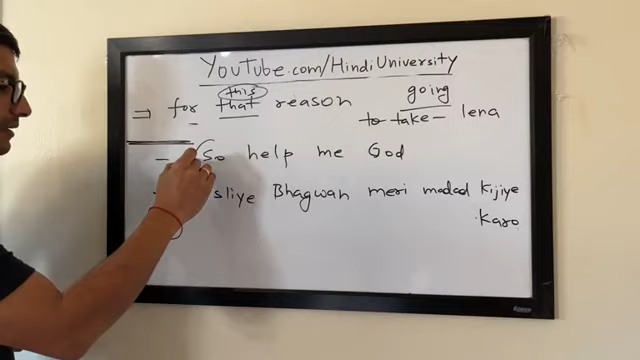 YouTube.com/HindiUniversity
this going
⇒ for that reason to take - lena
- So help me God
sliye Bhagwan meri madad Kijiye
Karo